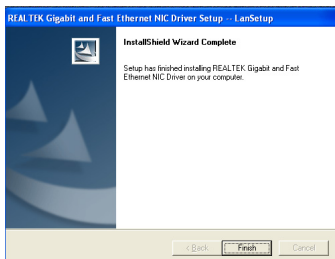 REALTEK Gigabit and Fast Ethernet NIC Driver Setup -- LanSetup
InstallShield Wizard Complete
Setup has finished installing REALTEK Gigabit and Fast
Ethernet NIC Driver on your computer.
< Back
Finish
Cancel